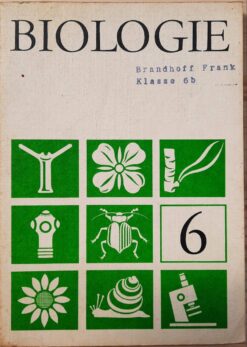 BIOLOGIE
Brandhoff Frank
Klasse 6b
6